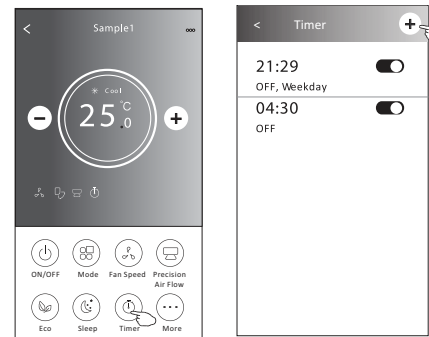 Sample1
Cool
25.0 °C
ON/OFF
Mode
Fan Speed
Precision Air Flow
Eco
Sleep
Timer
More
Timer
21:29
OFF, Weekday
04:30
OFF